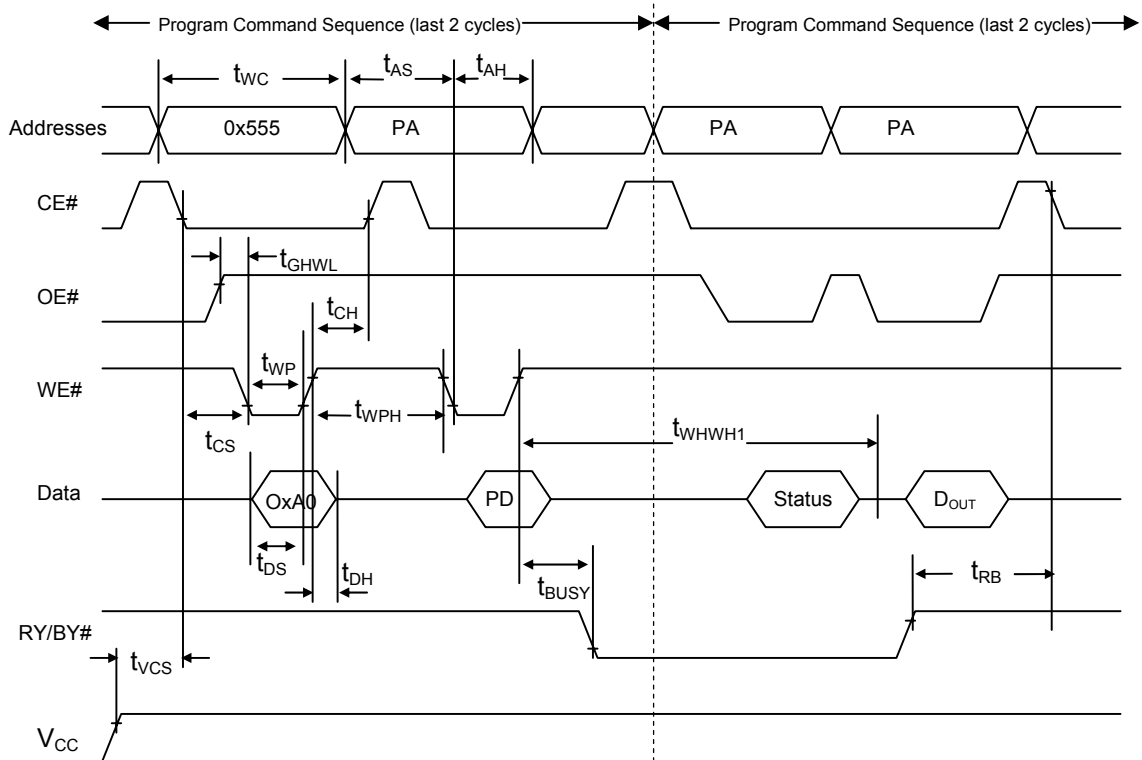 Program Command Sequence (last 2 cycles) Program Command Sequence (last 2 cycles)
tWC tAS tAH
Addresses 0x555 PA PA PA
CE#
tGHWL
OE#
tCH
tWP
WE#
tWPH
tCS
tWHWH1
Data OxA0 PD Status DOUT
tDS tDH tBUSY tRB
RY/BY#
tVCS
VCC